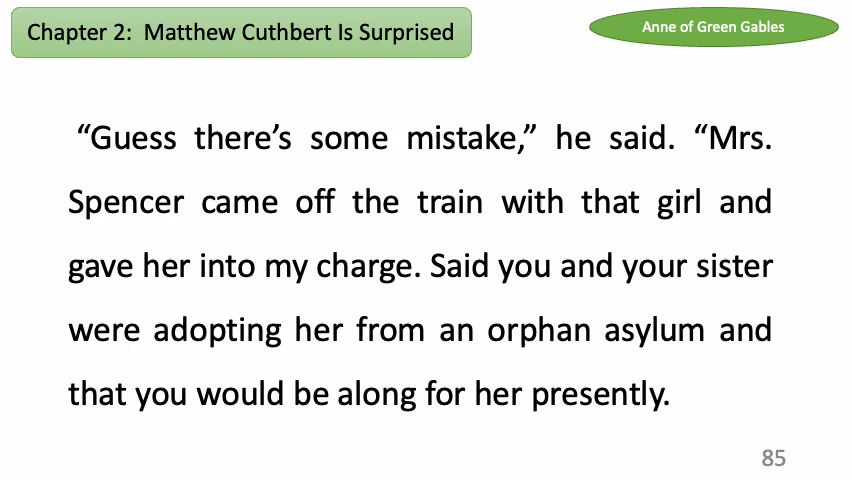 Chapter 2:  Matthew Cuthbert Is Surprised
Anne of Green Gables
“Guess there’s some mistake,” he said. “Mrs.
Spencer came off the train with that girl and
gave her into my charge. Said you and your sister
were adopting her from an orphan asylum and
that you would be along for her presently.
85